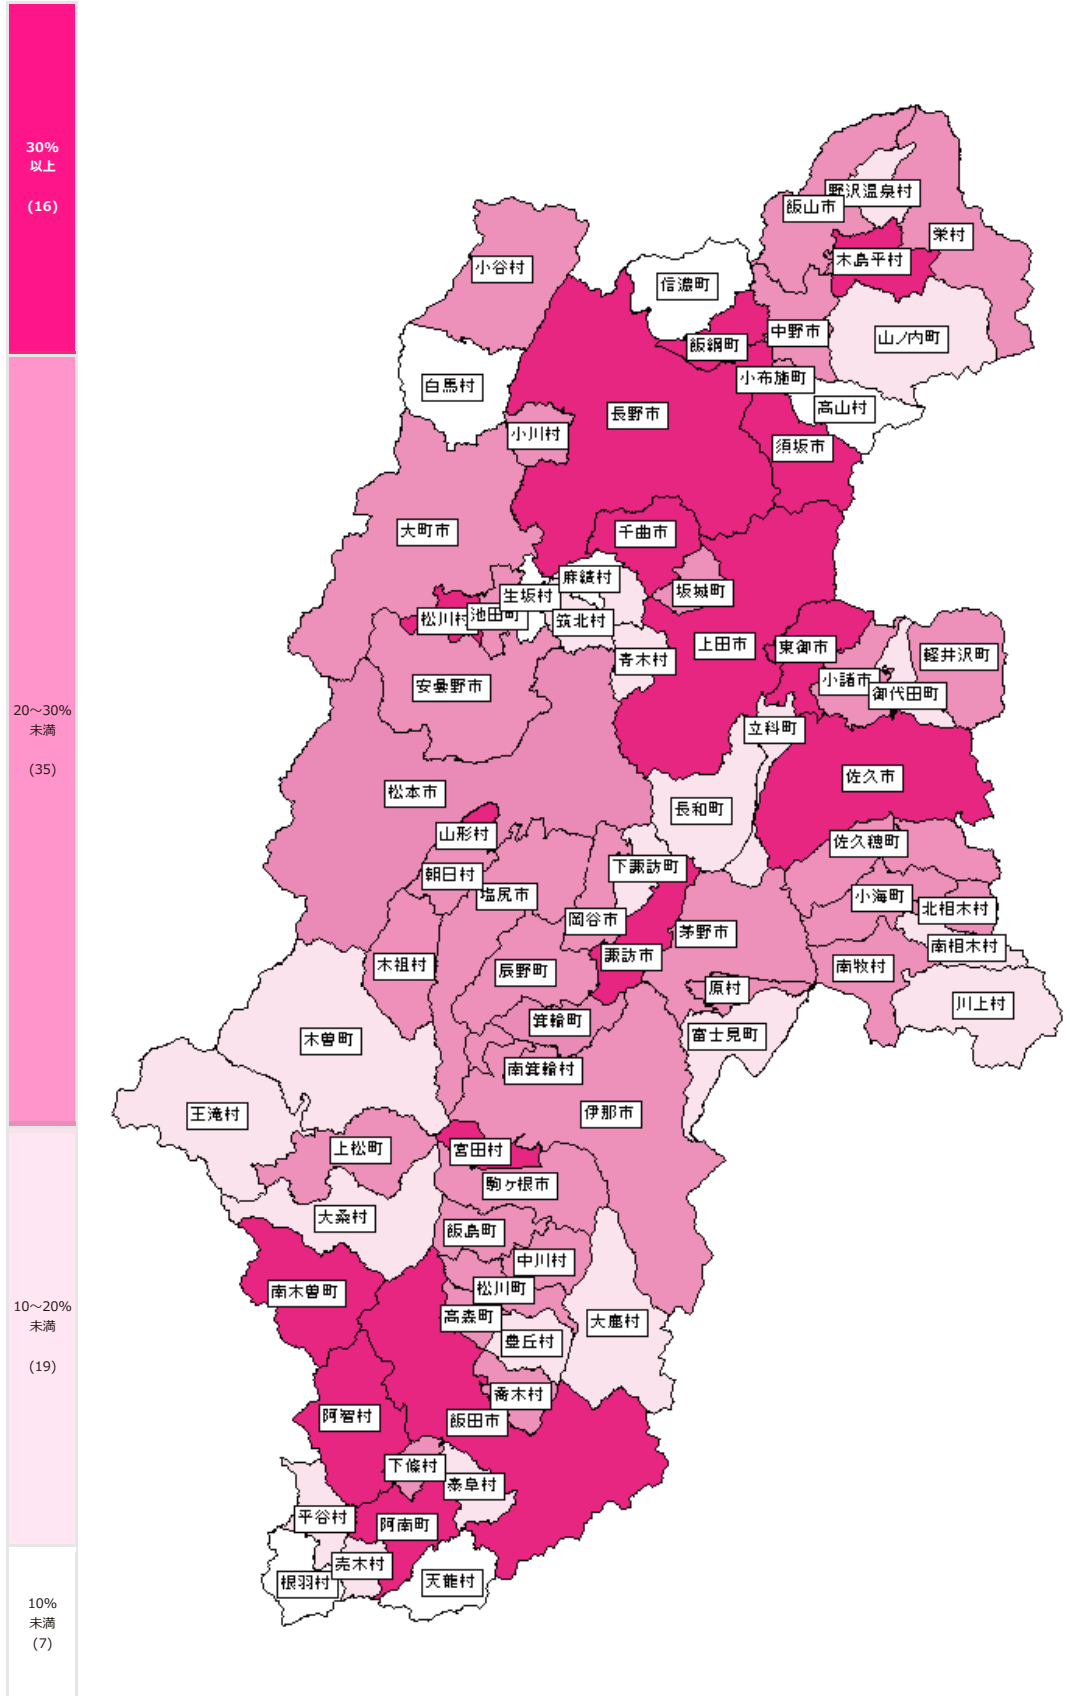 30%
以上
(16)
20～30%
未満
(35)
10～20%
未満
(19)
10%
未満
(7)
野沢温泉村
飯山市
栄村
木島平村
小谷村
信濃町
中野市
山ノ内町
飯綱町
小布施町
白馬村
高山村
長野市
小川村
須坂市
大町市
千曲市
麻績村
坂城町
生坂村
松川村
池田町
筑北村
上田市
東御市
青木村
軽井沢町
小諸市
安曇野市
御代田町
立科町
佐久市
松本市
長和町
山形村
佐久穂町
下諏訪町
朝日村
塩尻市
小海町
北相木村
岡谷市
茅野市
南相木村
諏訪市
木祖村
辰野町
南牧村
原村
川上村
箕輪町
富士見町
木曽町
南箕輪村
王滝村
伊那市
上松町
宮田村
駒ヶ根市
大桑村
飯島町
中川村
南木曽町
松川町
高森町
大鹿村
豊丘村
喬木村
阿智村
飯田市
下條村
泰阜村
平谷村
阿南町
売木村
根羽村
天龍村